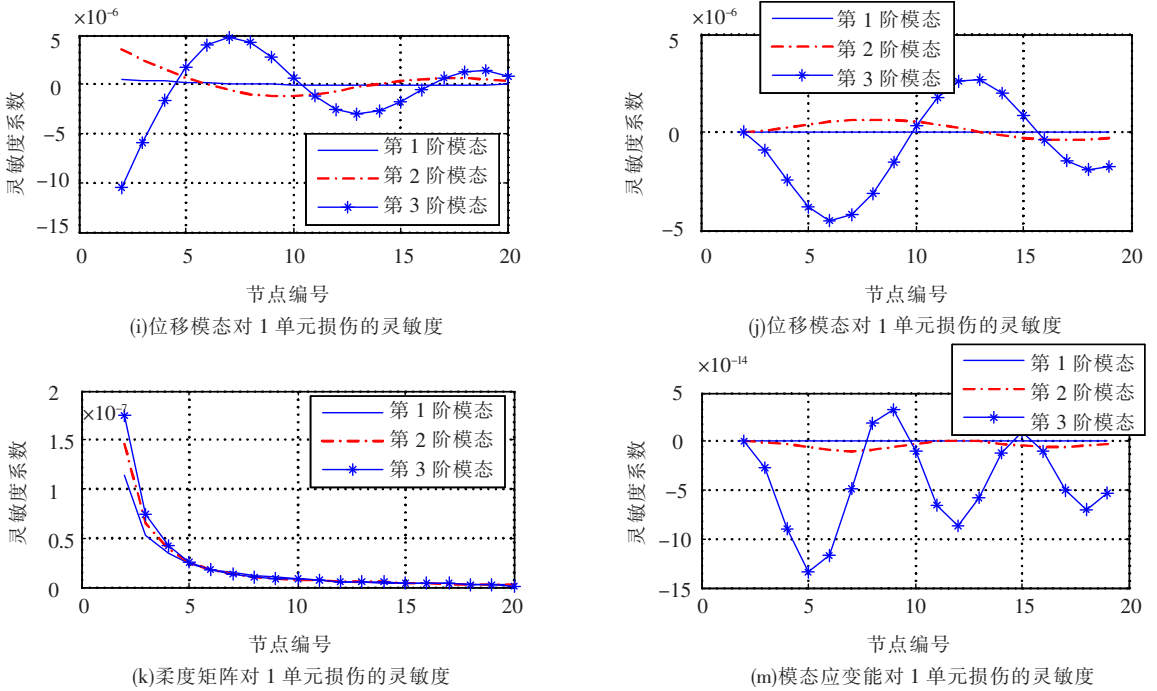 ×10⁻⁶
5
0
−5
−10
−15
灵敏度系数
第 1 阶模态
第 2 阶模态
第 3 阶模态
0 5 10 15 20
节点编号
(i)位移模态对 1 单元损伤的灵敏度
×10⁻⁶
5
0
−5
灵敏度系数
第 1 阶模态
第 2 阶模态
第 3 阶模态
0 5 10 15 20
节点编号
(j)位移模态对 1 单元损伤的灵敏度
2
×10⁻⁷
1.5
1
0.5
0
灵敏度系数
第 1 阶模态
第 2 阶模态
第 3 阶模态
0 5 10 15 20
节点编号
(k)柔度矩阵对 1 单元损伤的灵敏度
×10⁻¹⁴
5
0
−5
−10
−15
灵敏度系数
第 1 阶模态
第 2 阶模态
第 3 阶模态
0 5 10 15 20
节点编号
(m)模态应变能对 1 单元损伤的灵敏度